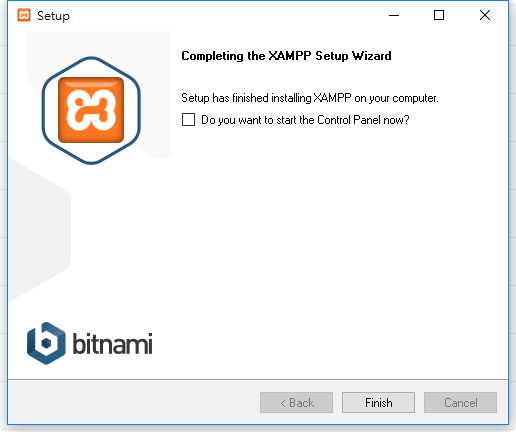 Setup
Completing the XAMPP Setup Wizard
Setup has finished installing XAMPP on your computer.
Do you want to start the Control Panel now?
bitnami
< Back
Finish
Cancel